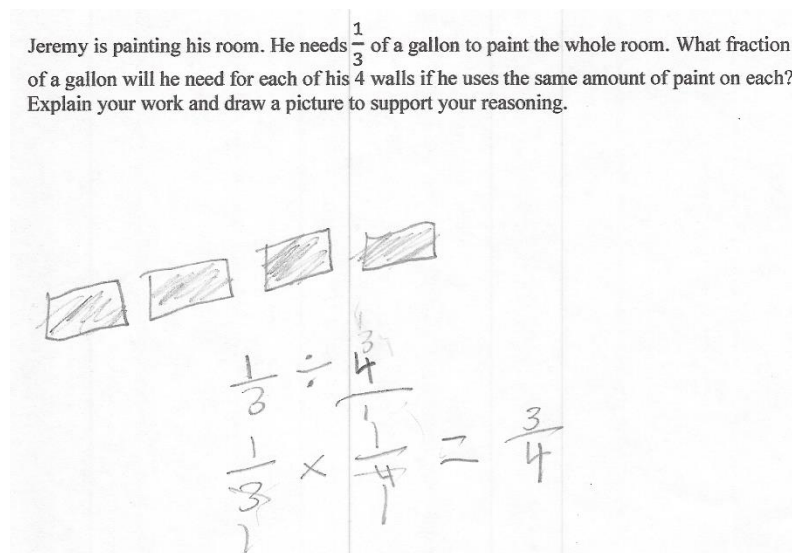 Jeremy is painting his room. He needs 1/3 of a gallon to paint the whole room. What fraction
of a gallon will he need for each of his 4 walls if he uses the same amount of paint on each?
Explain your work and draw a picture to support your reasoning.
3
1/3 ÷ 4/1
1/3 × 1/4 = 3/4
1 1